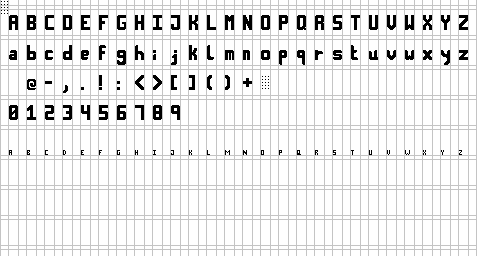 A B C D E F G H I J K L M N O P Q R S T U V W X Y Z
a b c d e f g h i j k l m n o p q r s t u v w x y z
@ - , . ! : < > [ ] ( ) +
0 1 2 3 4 5 6 7 8 9
A B C D E F G H I J K L M N O P Q R S T U V W X Y Z